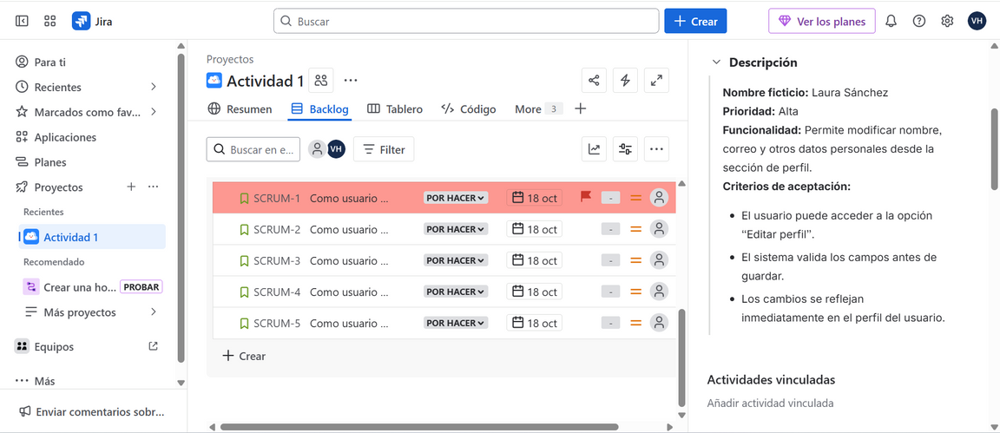 Jira
Buscar
Crear
Ver los planes
VH
Para ti
Recientes
Marcados como fav...
Aplicaciones
Planes
Proyectos
Recientes
Actividad 1
Recomendado
Crear una ho... PROBAR
Más proyectos
Equipos
Más
Enviar comentarios sobr...
Proyectos
Actividad 1
Resumen Backlog Tablero Código More 3
Buscar en e... VH Filter
SCRUM-1 Como usuario ... POR HACER 18 oct -
SCRUM-2 Como usuario ... POR HACER 18 oct -
SCRUM-3 Como usuario ... POR HACER 18 oct -
SCRUM-4 Como usuario ... POR HACER 18 oct -
SCRUM-5 Como usuario ... POR HACER 18 oct -
Crear
Descripción
Nombre ficticio: Laura Sánchez
Prioridad: Alta
Funcionalidad: Permite modificar nombre,
correo y otros datos personales desde la
sección de perfil.
Criterios de aceptación:
• El usuario puede acceder a la opción
“Editar perfil”.
• El sistema valida los campos antes de
guardar.
• Los cambios se reflejan
inmediatamente en el perfil del usuario.
Actividades vinculadas
Añadir actividad vinculada